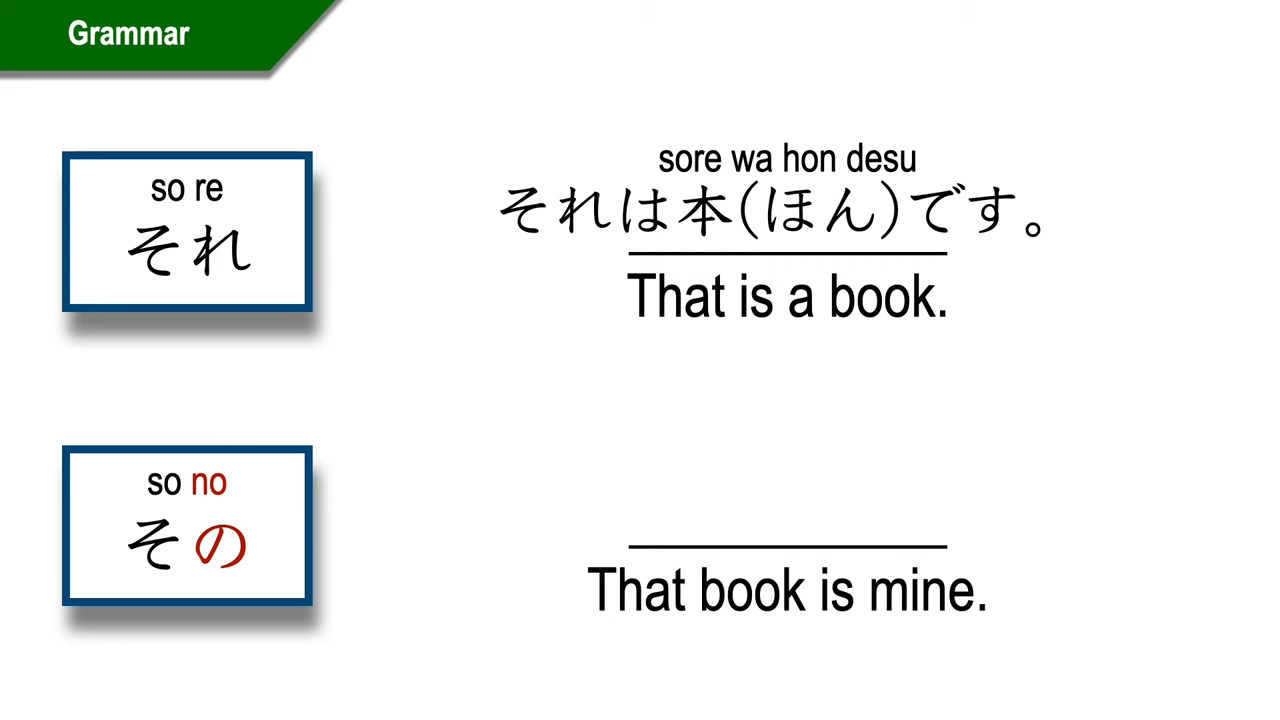 Grammar
so re
それ
sore wa hon desu
それは本(ほん)です。
That is a book.
so no
その
That book is mine.